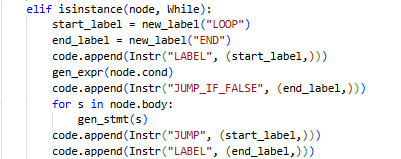 elif isinstance(node, While):
    start_label = new_label("LOOP")
    end_label = new_label("END")
    code.append(Instr("LABEL", (start_label,)))
    gen_expr(node.cond)
    code.append(Instr("JUMP_IF_FALSE", (end_label,)))
    for s in node.body:
        gen_stmt(s)
    code.append(Instr("JUMP", (start_label,)))
    code.append(Instr("LABEL", (end_label,)))